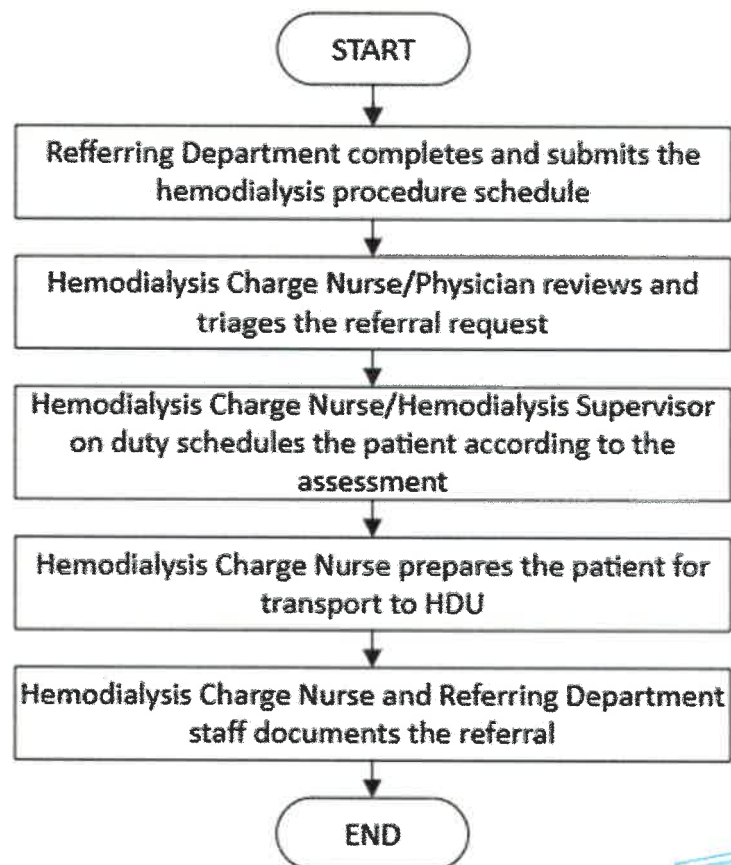 START
Refferring Department completes and submits the
hemodialysis procedure schedule
Hemodialysis Charge Nurse/Physician reviews and
triages the referral request
Hemodialysis Charge Nurse/Hemodialysis Supervisor
on duty schedules the patient according to the
assessment
Hemodialysis Charge Nurse prepares the patient for
transport to HDU
Hemodialysis Charge Nurse and Referring Department
staff documents the referral
END